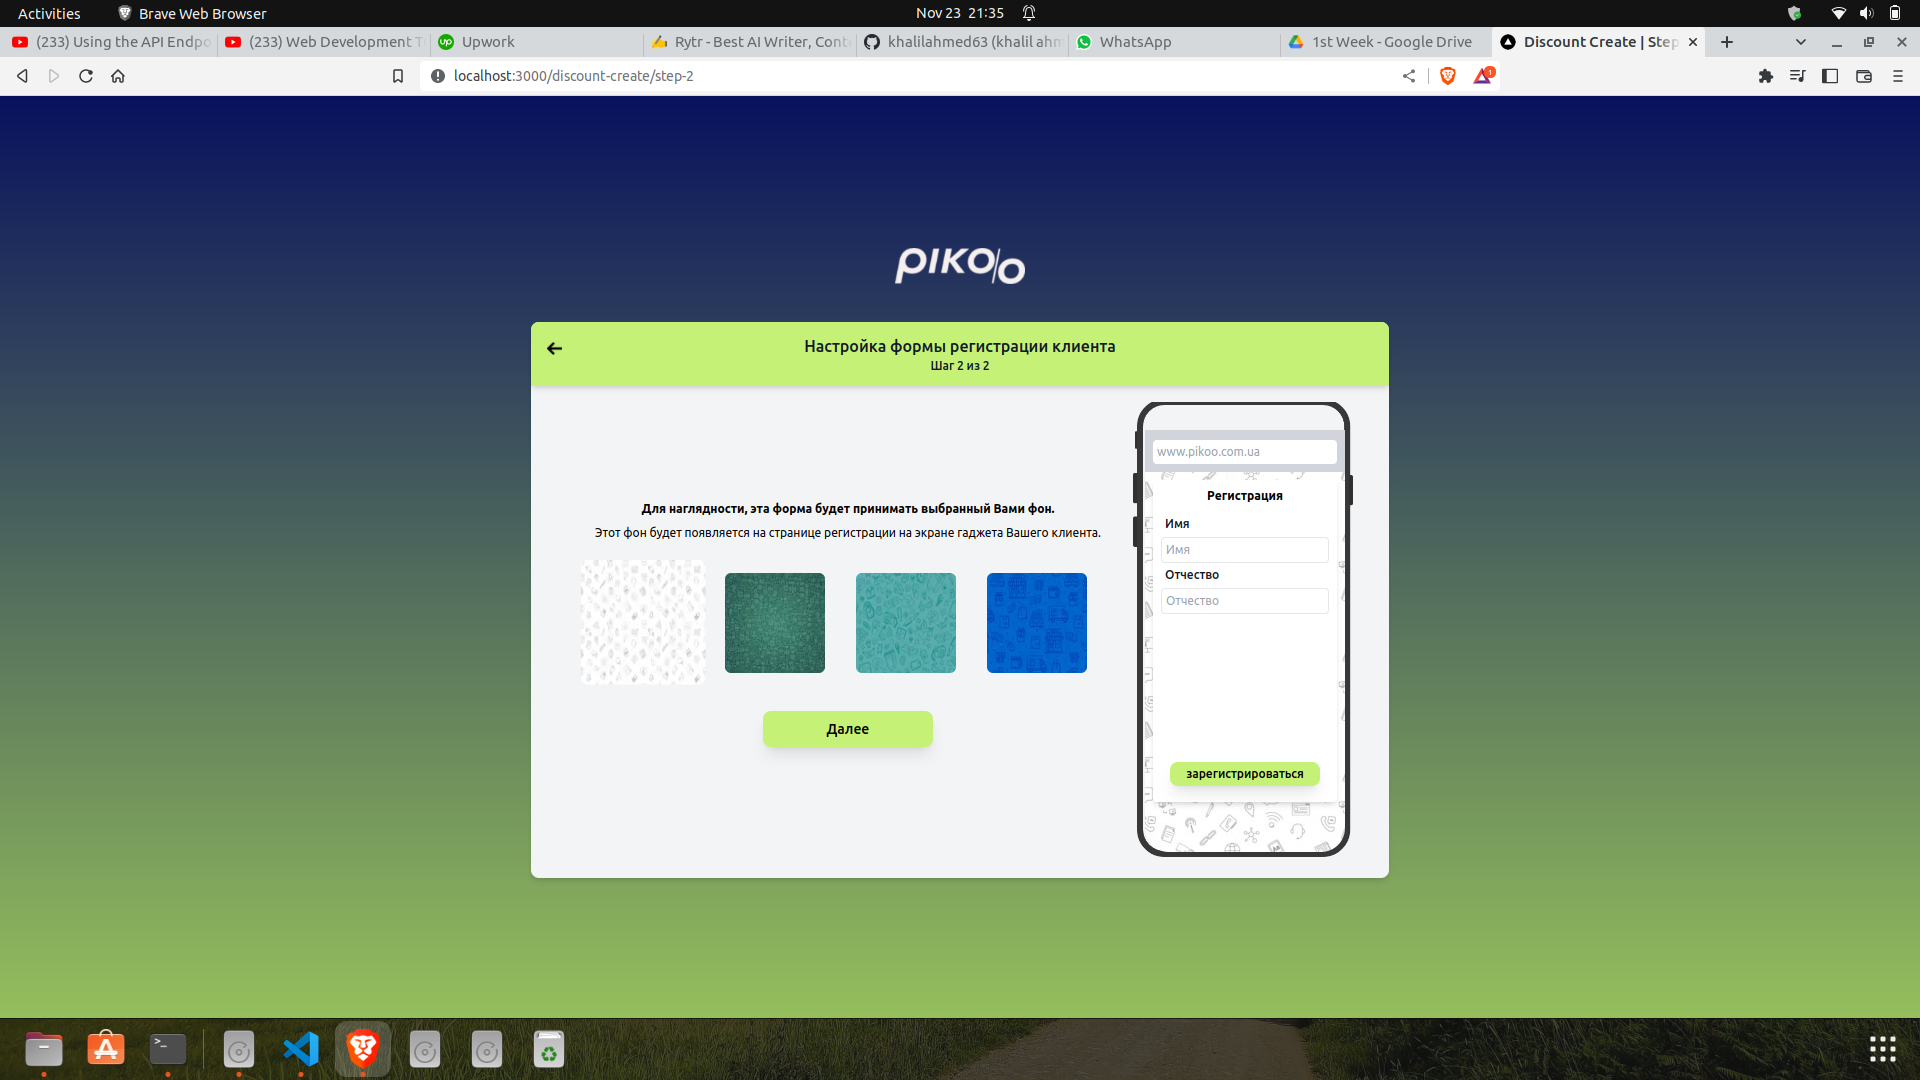 Activities
Brave Web Browser
Nov 23 21:35
(233) Using the API Endpo
(233) Web Development T
Upwork
Rytr - Best AI Writer, Cont
khalilahmed63 (khalil ahm
WhatsApp
1st Week - Google Drive
Discount Create | Step
localhost:3000/discount-create/step-2
1
pikoo
Настройка формы регистрации клиента
Шаг 2 из 2
Для наглядности, эта форма будет принимать выбранный Вами фон.
Этот фон будет появляется на странице регистрации на экране гаджета Вашего клиента.
Далее
www.pikoo.com.ua
Регистрация
Имя
Имя
Отчество
Отчество
зарегистрироваться